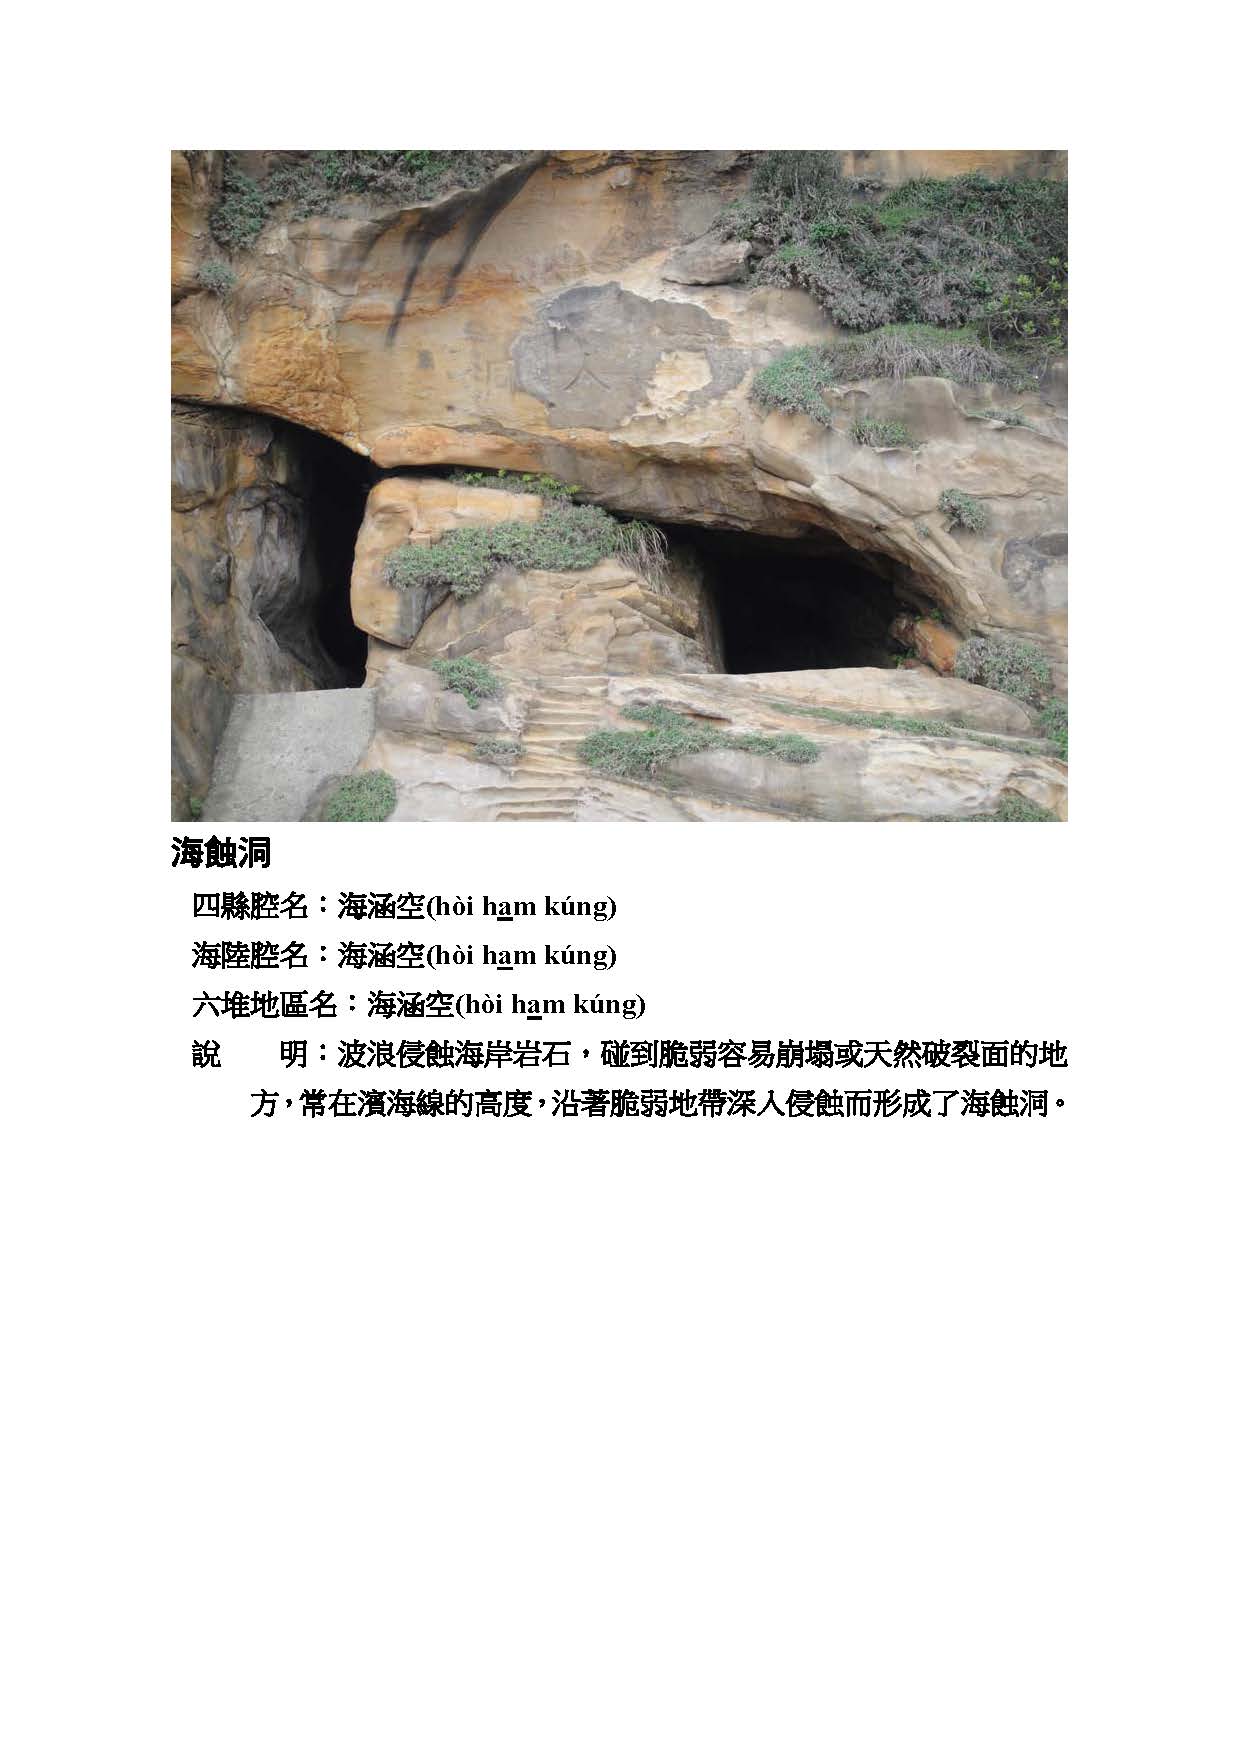 海蝕洞
四縣腔名：海涵空(hòi ha̲m kúng)
海陸腔名：海涵空(hòi ha̲m kúng)
六堆地區名：海涵空(hòi ha̲m kúng)
說　　明：波浪侵蝕海岸岩石，碰到脆弱容易崩塌或天然破裂面的地
方，常在濱海線的高度，沿著脆弱地帶深入侵蝕而形成了海蝕洞。